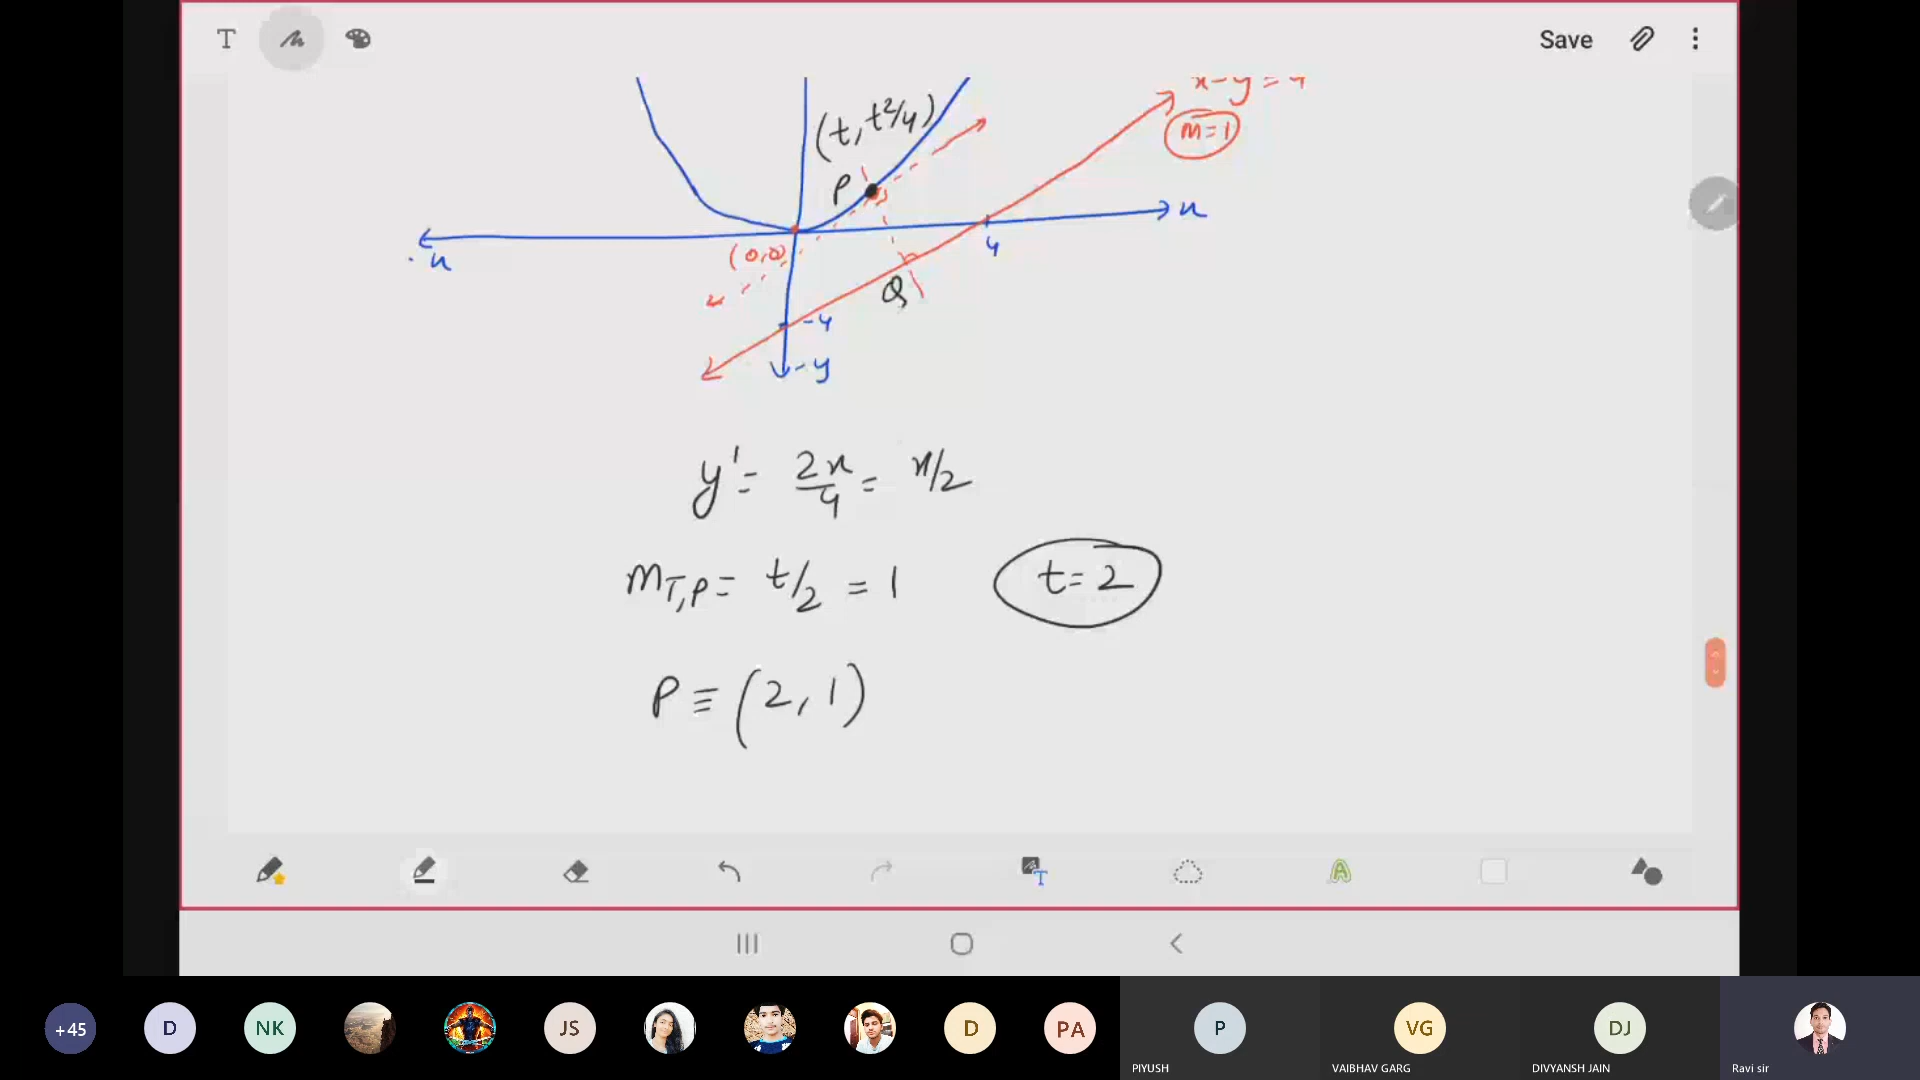 T Save
x-y=4
m=1
(t, t²/4)
P
x
-x
(0,0)
4
Q
-4
-y
y' = 2x/4 = x/2
m_T,P = t/2 = 1 t=2
P ≡ (2, 1)
T A
+45 D NK JS D PA P VG DJ
PIYUSH VAIBHAV GARG DIVYANSH JAIN Ravi sir